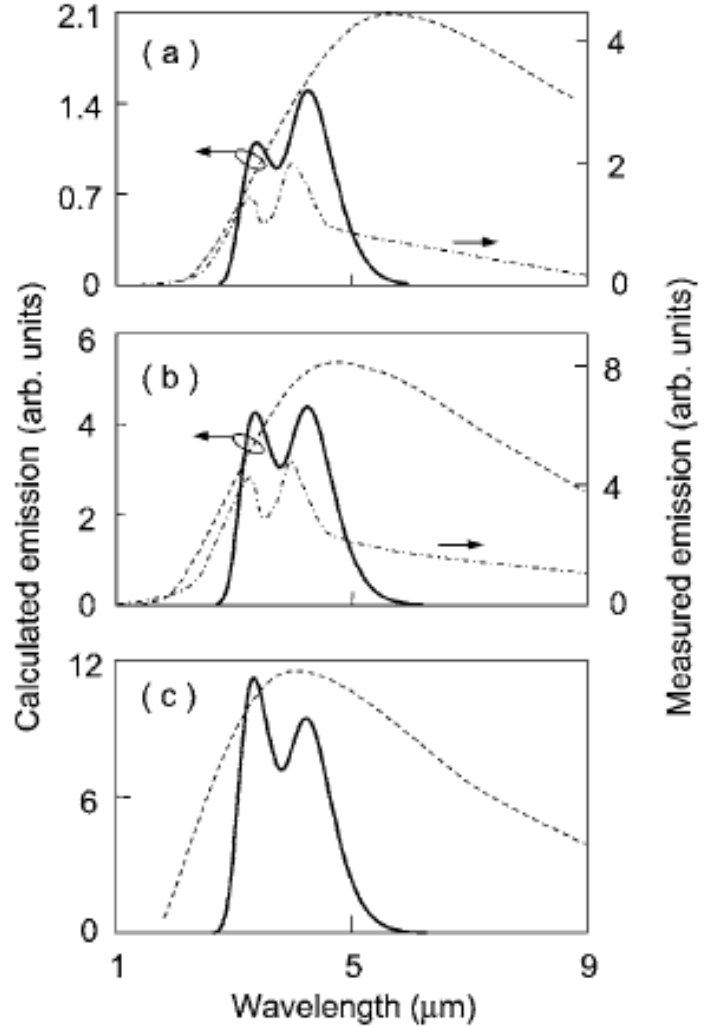 2.1
1.4
0.7
0
( a )
4
2
0
6
4
2
0
( b )
8
4
0
12
6
0
( c )
1 5 9
Wavelength (μm)
Calculated emission (arb. units)
Measured emission (arb. units)